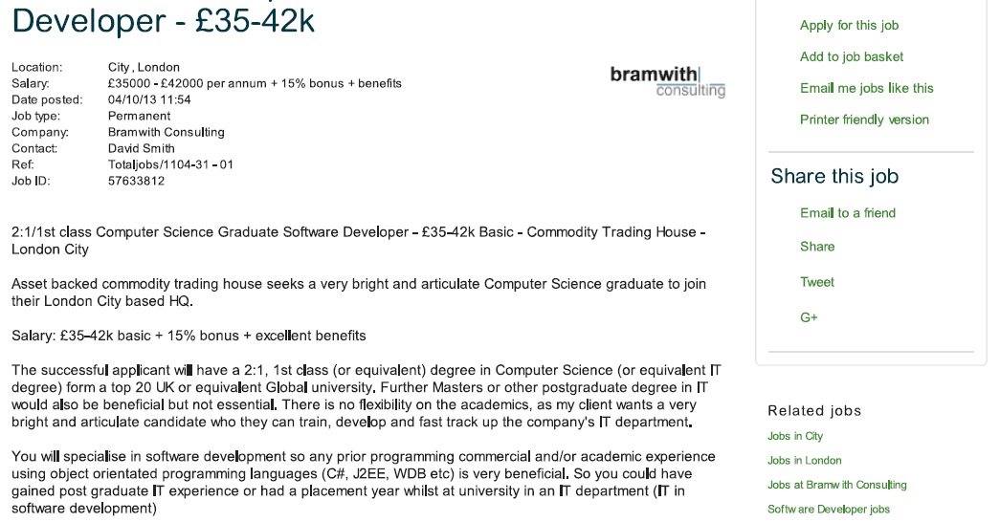 Developer - £35-42k
Location: City, London
Salary: £35000 - £42000 per annum + 15% bonus + benefits
Date posted: 04/10/13 11:54
Job type: Permanent
Company: Bramwith Consulting
Contact: David Smith
Ref: Totaljobs/1104-31-01
Job ID: 57633812
bramwith
consulting
2:1/1st class Computer Science Graduate Software Developer - £35-42k Basic - Commodity Trading House -
London City
Asset backed commodity trading house seeks a very bright and articulate Computer Science graduate to join
their London City based HQ.
Salary: £35-42k basic + 15% bonus + excellent benefits
The successful applicant will have a 2:1, 1st class (or equivalent) degree in Computer Science (or equivalent IT
degree) form a top 20 UK or equivalent Global university. Further Masters or other postgraduate degree in IT
would also be beneficial but not essential. There is no flexibility on the academics, as my client wants a very
bright and articulate candidate who they can train, develop and fast track up the company's IT department.
You will specialise in software development so any prior programming commercial and/or academic experience
using object orientated programming languages (C#, J2EE, WDB etc) is very beneficial. So you could have
gained post graduate IT experience or had a placement year whilst at university in an IT department (IT in
software development)
Apply for this job
Add to job basket
Email me jobs like this
Printer friendly version
Share this job
Email to a friend
Share
Tweet
G+
Related jobs
Jobs in City
Jobs in London
Jobs at Bramwith Consulting
Software Developer jobs